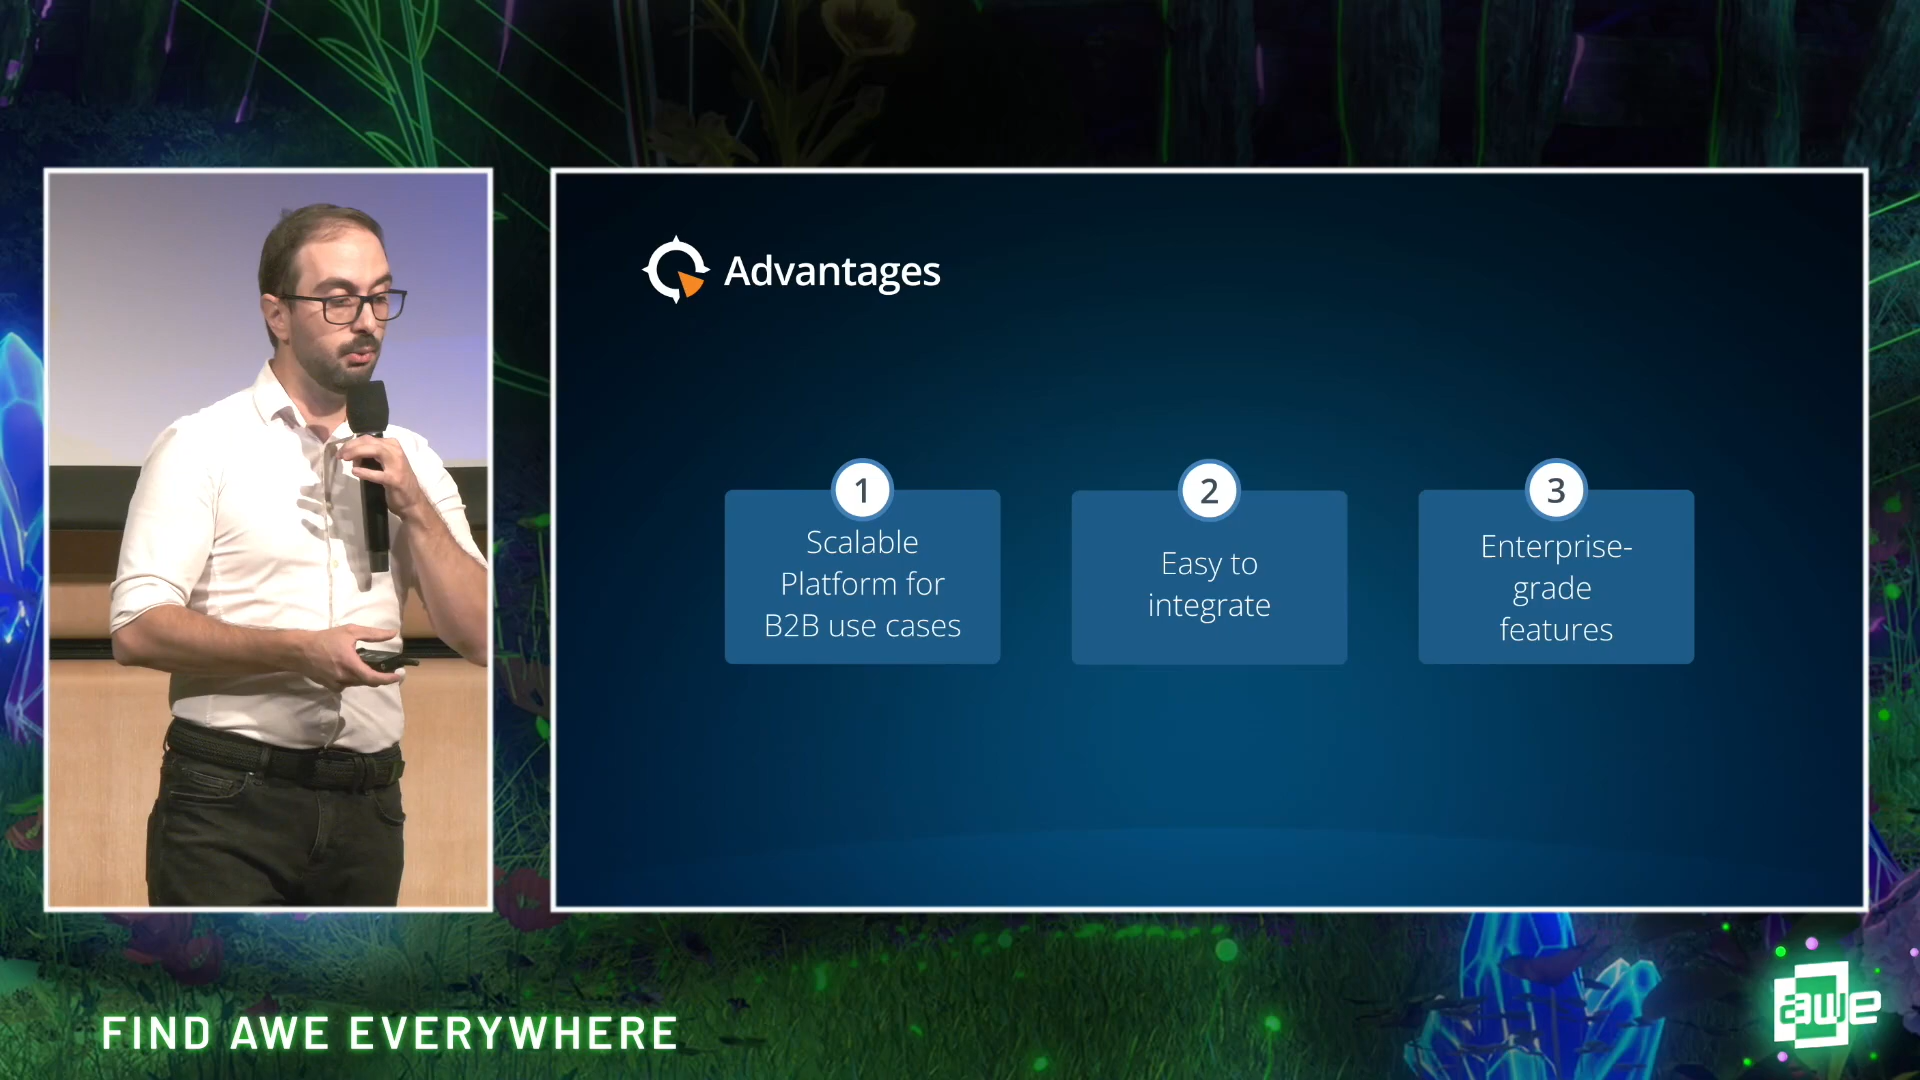 Advantages
1
Scalable
Platform for
B2B use cases
2
Easy to
integrate
3
Enterprise-
grade
features
FIND AWE EVERYWHERE
awe